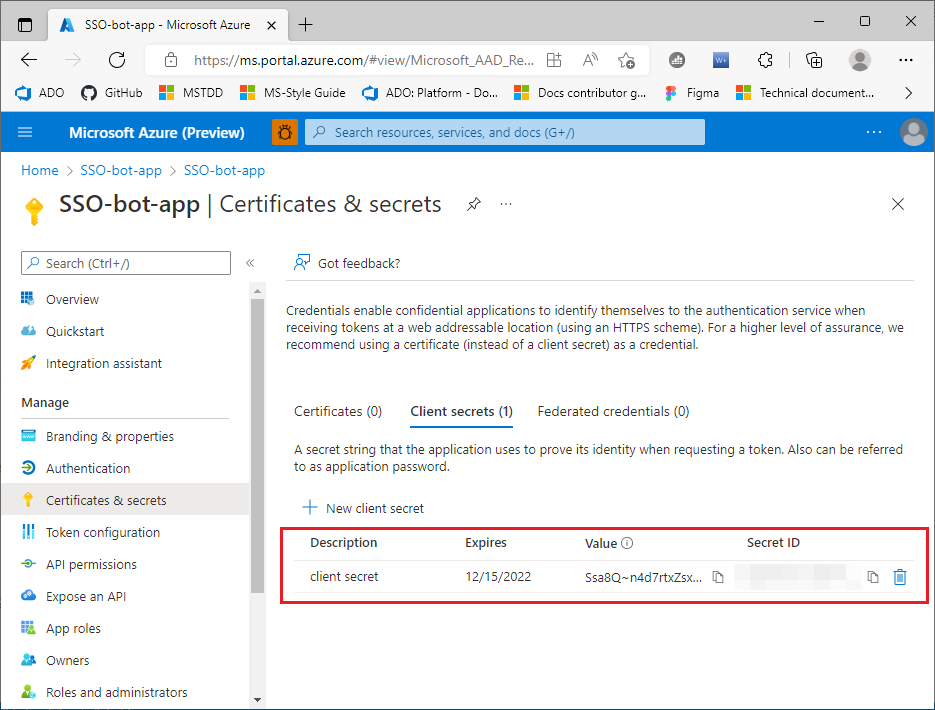 SSO-bot-app - Microsoft Azure
https://ms.portal.azure.com/#view/Microsoft_AAD_Re...
ADO
GitHub
MSTDD
MS-Style Guide
ADO: Platform - Do...
Docs contributor g...
Figma
Technical document...
Microsoft Azure (Preview)
Search resources, services, and docs (G+/)
Home > SSO-bot-app > SSO-bot-app
SSO-bot-app | Certificates & secrets
Search (Ctrl+/)
Overview
Quickstart
Integration assistant
Manage
Branding & properties
Authentication
Certificates & secrets
Token configuration
API permissions
Expose an API
App roles
Owners
Roles and administrators
Got feedback?
Credentials enable confidential applications to identify themselves to the authentication service when
receiving tokens at a web addressable location (using an HTTPS scheme). For a higher level of assurance, we
recommend using a certificate (instead of a client secret) as a credential.
Certificates (0)
Client secrets (1)
Federated credentials (0)
A secret string that the application uses to prove its identity when requesting a token. Also can be referred
to as application password.
New client secret
Description Expires Value Secret ID
client secret 12/15/2022 Ssa8Q~n4d7rtxZsx...